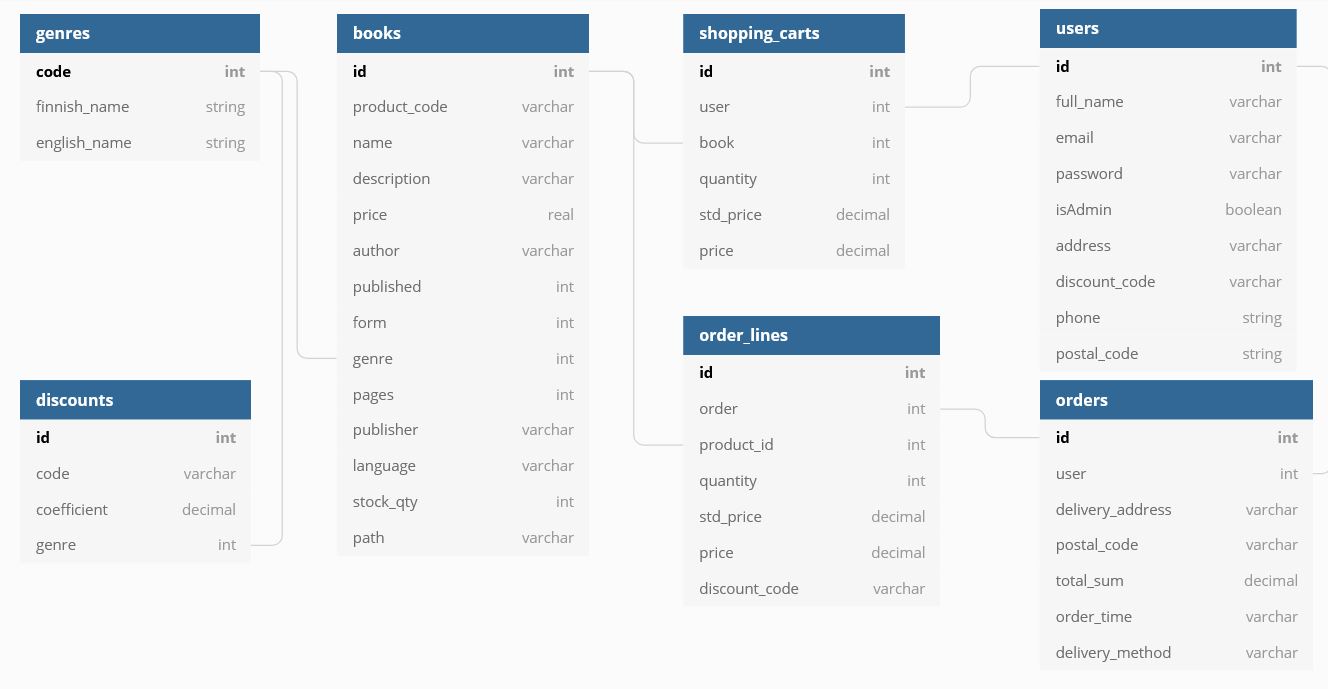 genres
code int
finnish_name string
english_name string
books
id int
product_code varchar
name varchar
description varchar
price real
author varchar
published int
form int
genre int
pages int
publisher varchar
language varchar
stock_qty int
path varchar
shopping_carts
id int
user int
book int
quantity int
std_price decimal
price decimal
users
id int
full_name varchar
email varchar
password varchar
isAdmin boolean
address varchar
discount_code varchar
phone string
postal_code string
discounts
id int
code varchar
coefficient decimal
genre int
order_lines
id int
order int
product_id int
quantity int
std_price decimal
price decimal
discount_code varchar
orders
id int
user int
delivery_address varchar
postal_code varchar
total_sum decimal
order_time varchar
delivery_method varchar